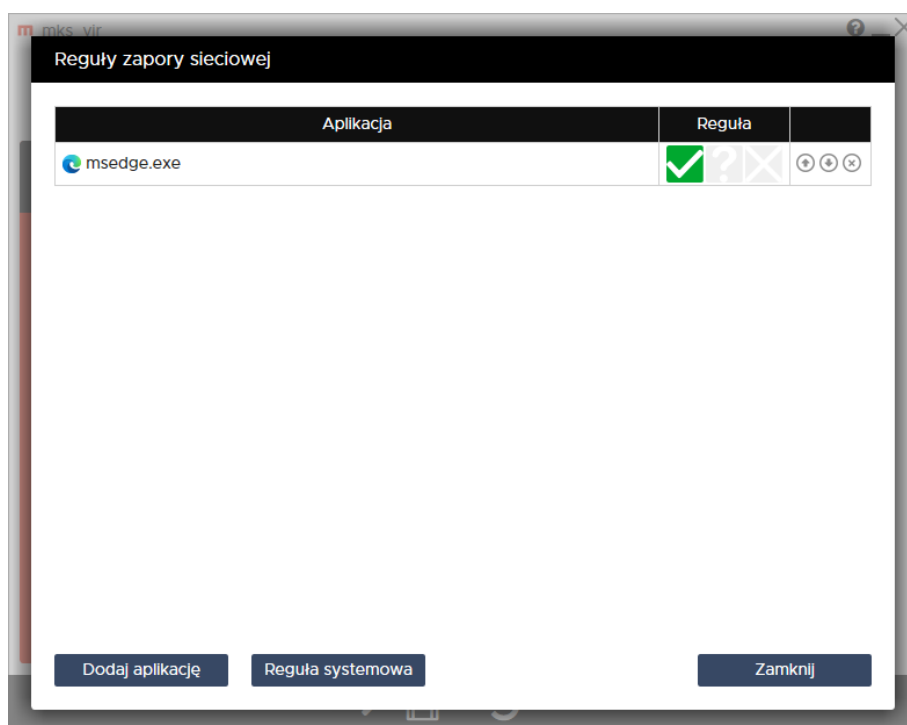 mks_vir
Reguły zapory sieciowej
Aplikacja Reguła
msedge.exe
Dodaj aplikację Reguła systemowa Zamknij